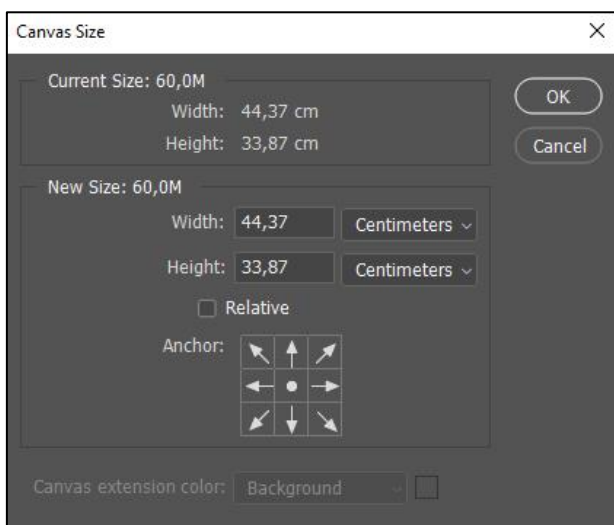 Canvas Size
Current Size: 60,0M
Width: 44,37 cm
Height: 33,87 cm
OK
Cancel
New Size: 60,0M
Width: 44,37 Centimeters
Height: 33,87 Centimeters
Relative
Anchor:
Canvas extension color: Background